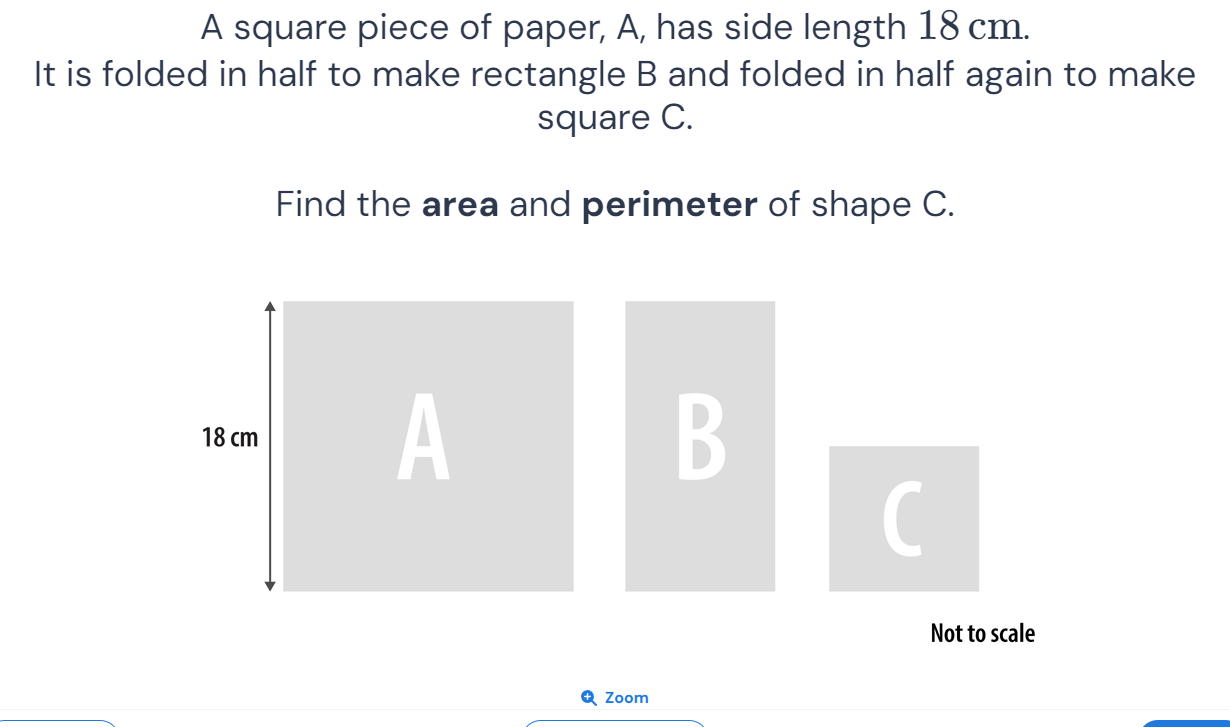 A square piece of paper, A, has side length 18 cm.
It is folded in half to make rectangle B and folded in half again to make
square C.
Find the area and perimeter of shape C.
18 cm
A
B
C
Not to scale
Zoom